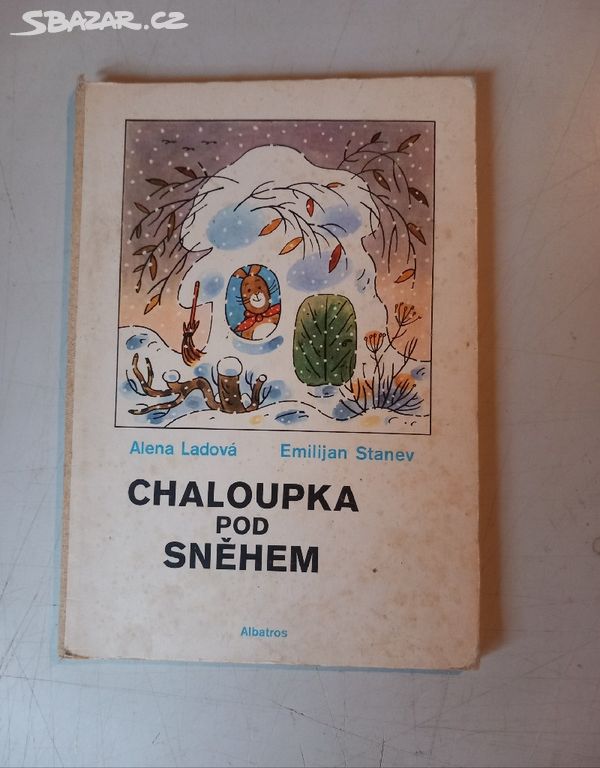 SBAZAR.CZ
Alena Ladová Emilijan Stanev
CHALOUPKA
POD
SNĚHEM
Albatros